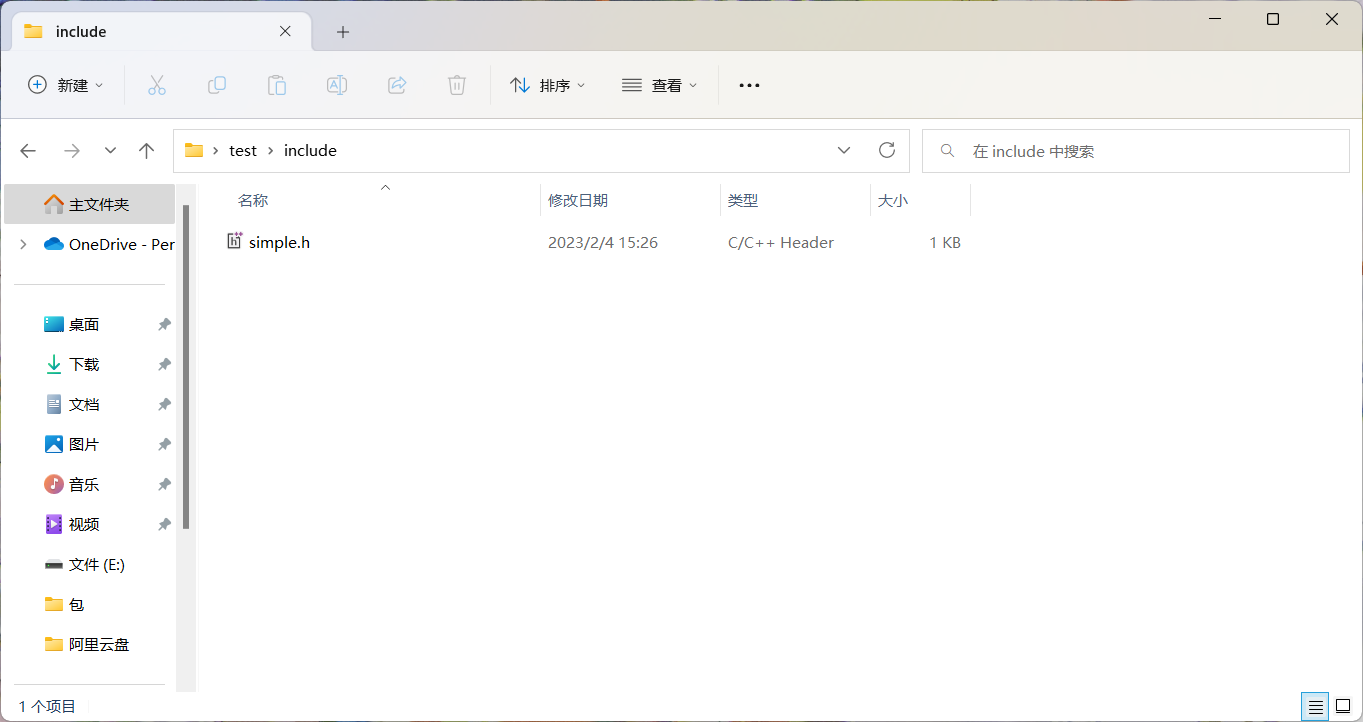 include
新建
排序
查看
test
include
在 include 中搜索
主文件夹
OneDrive - Per
桌面
下载
文档
图片
音乐
视频
文件 (E:)
包
阿里云盘
名称
修改日期
类型
大小
simple.h
2023/2/4 15:26
C/C++ Header
1 KB
1 个项目